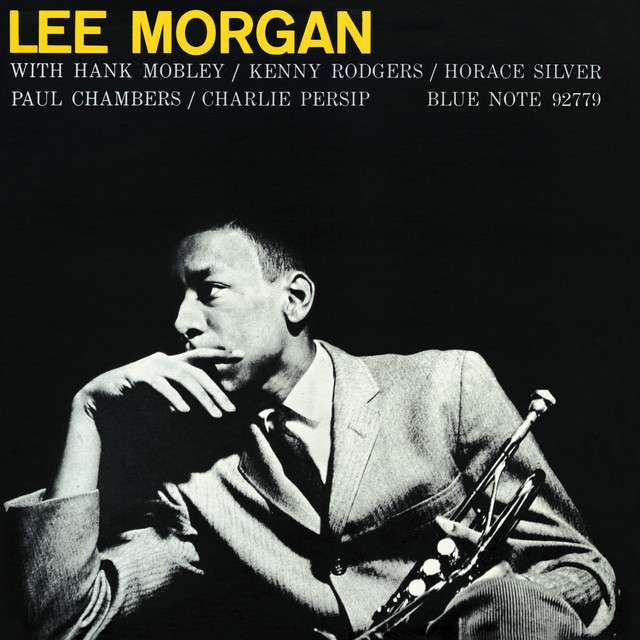 LEE MORGAN
WITH HANK MOBLEY / KENNY RODGERS / HORACE SILVER
PAUL CHAMBERS / CHARLIE PERSIP BLUE NOTE 92779